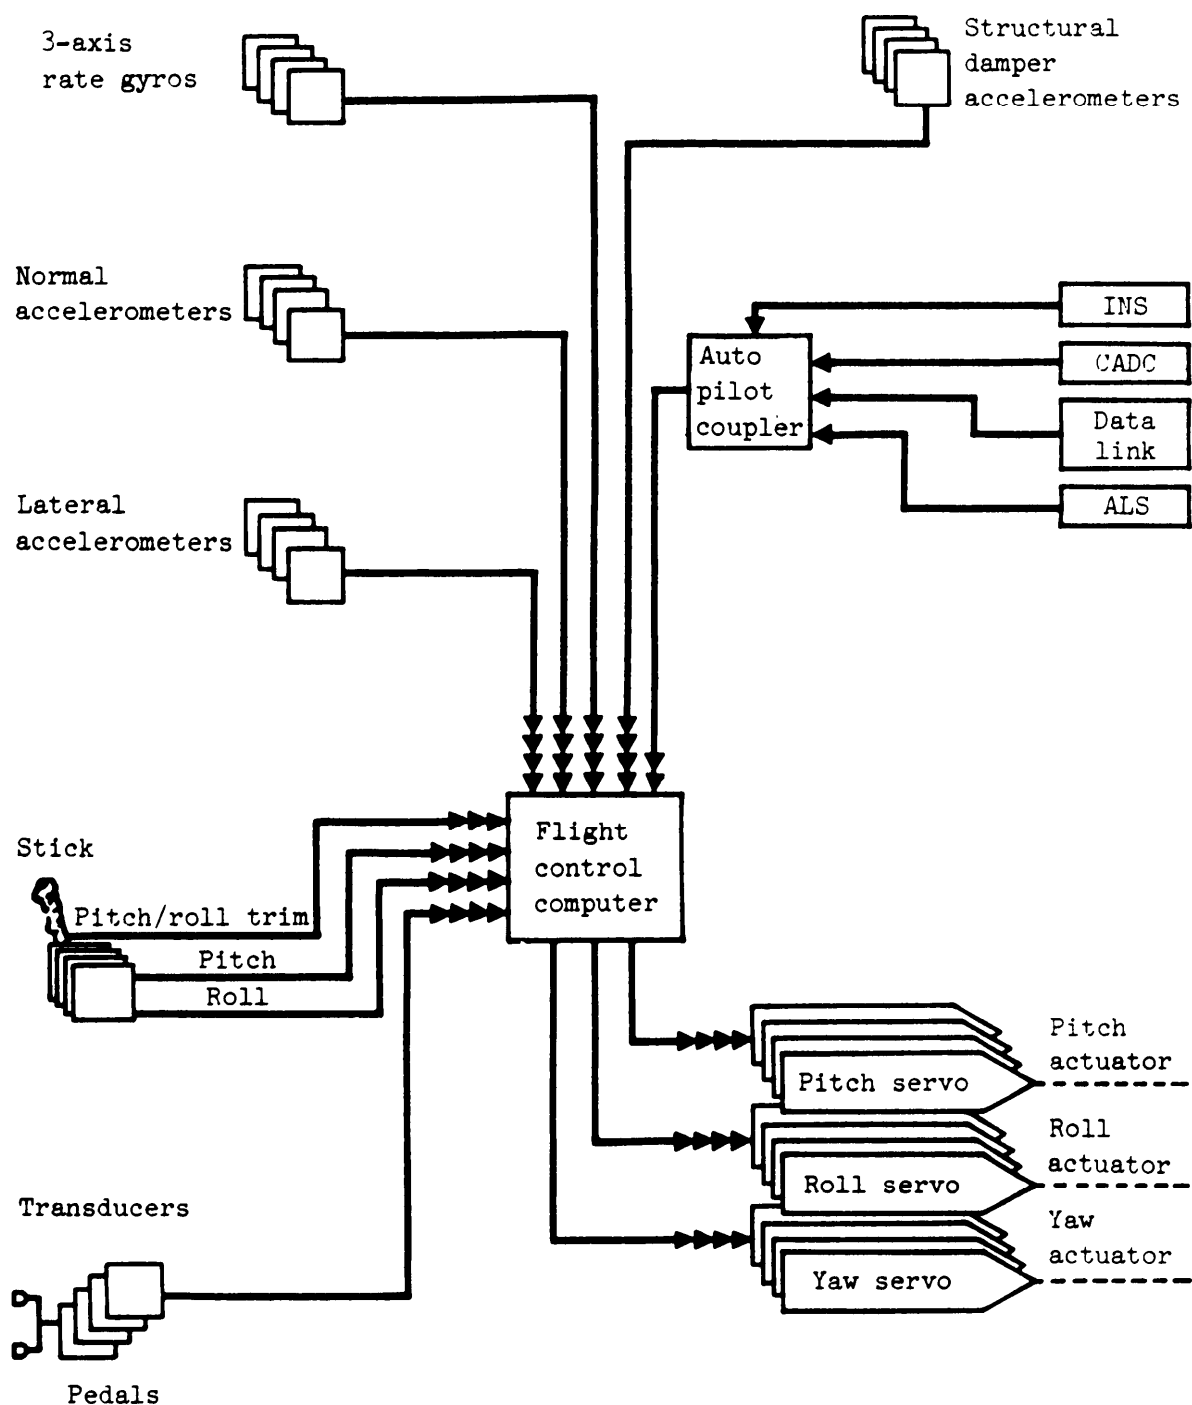 3-axis
rate gyros
Structural
damper
accelerometers
Normal
accelerometers
INS
CADC
Data
link
ALS
Auto
pilot
coupler
Lateral
accelerometers
Flight
control
computer
Stick
Pitch/roll trim
Pitch
Roll
Pitch
actuator
Pitch servo
Roll
actuator
Roll servo
Yaw
actuator
Yaw servo
Transducers
Pedals